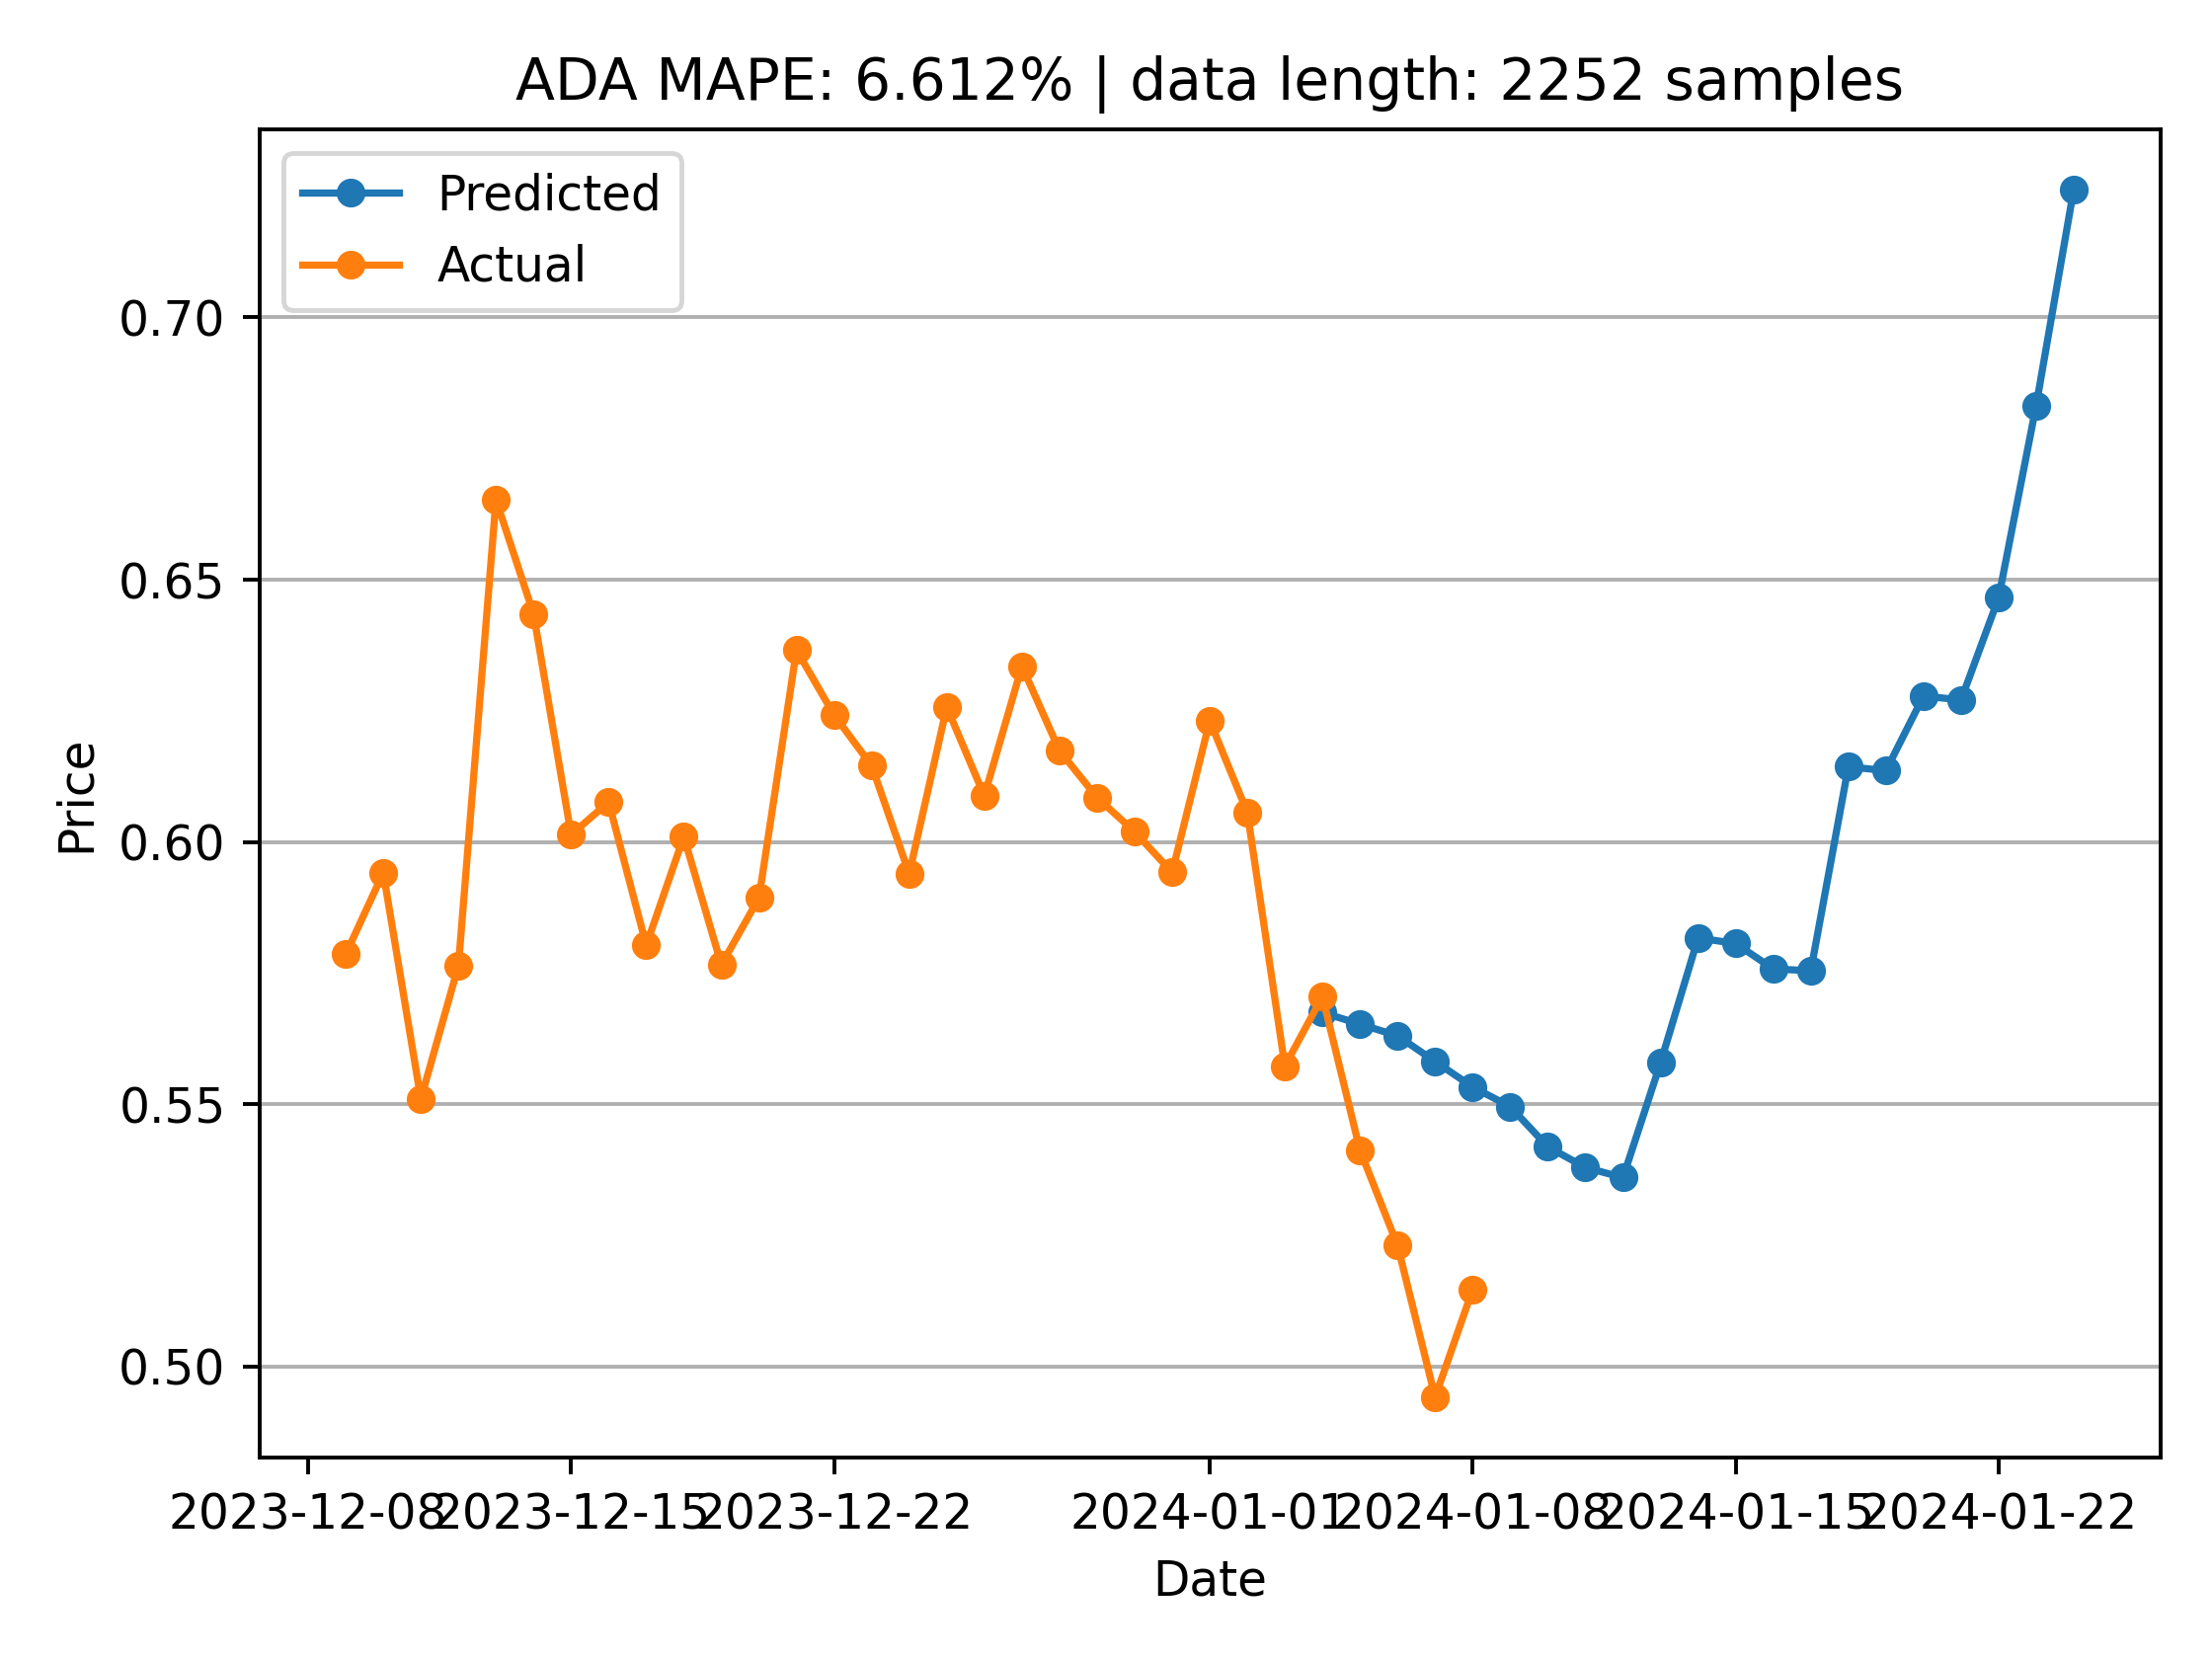 ADA MAPE: 6.612% | data length: 2252 samples
Predicted
Actual
0.70
0.65
0.60
0.55
0.50
Price
2023-12-08 2023-12-15 2023-12-22 2024-01-01 2024-01-08 2024-01-15 2024-01-22
Date